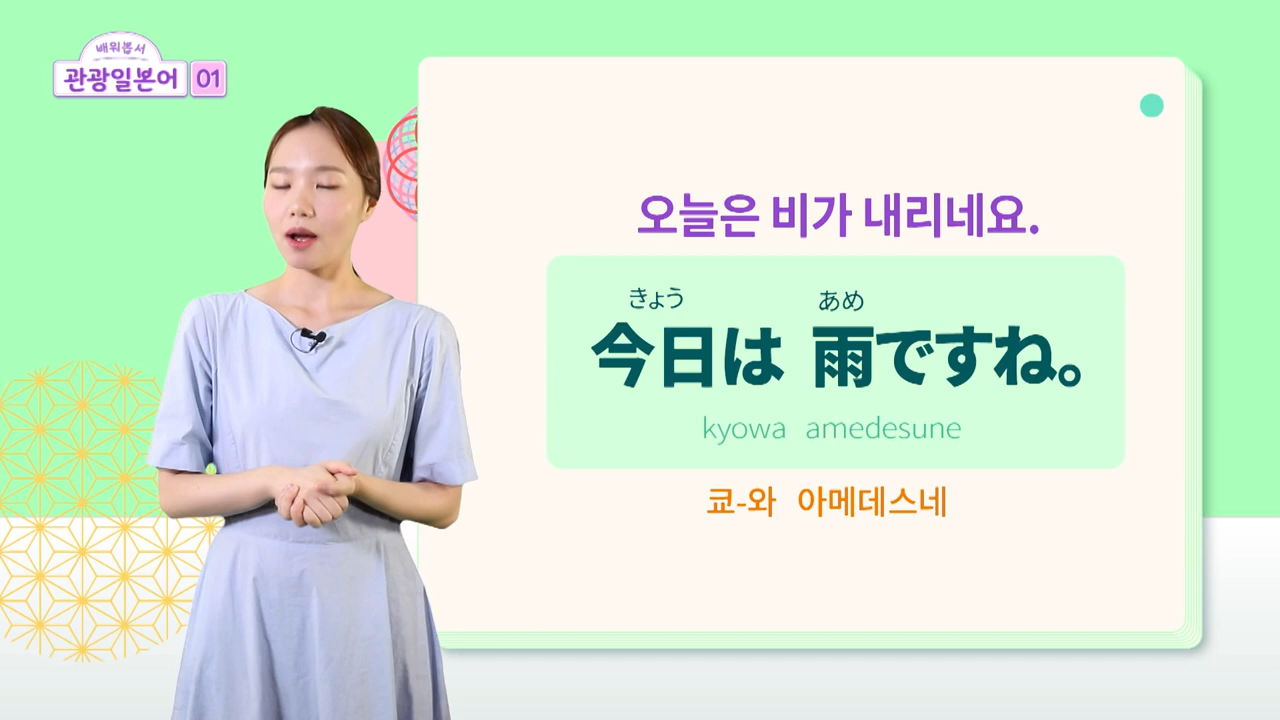 배워봅서
관광일본어 01
오늘은 비가 내리네요.
きょう あめ
今日は 雨ですね。
kyowa amedesune
쿄-와 아메데스네